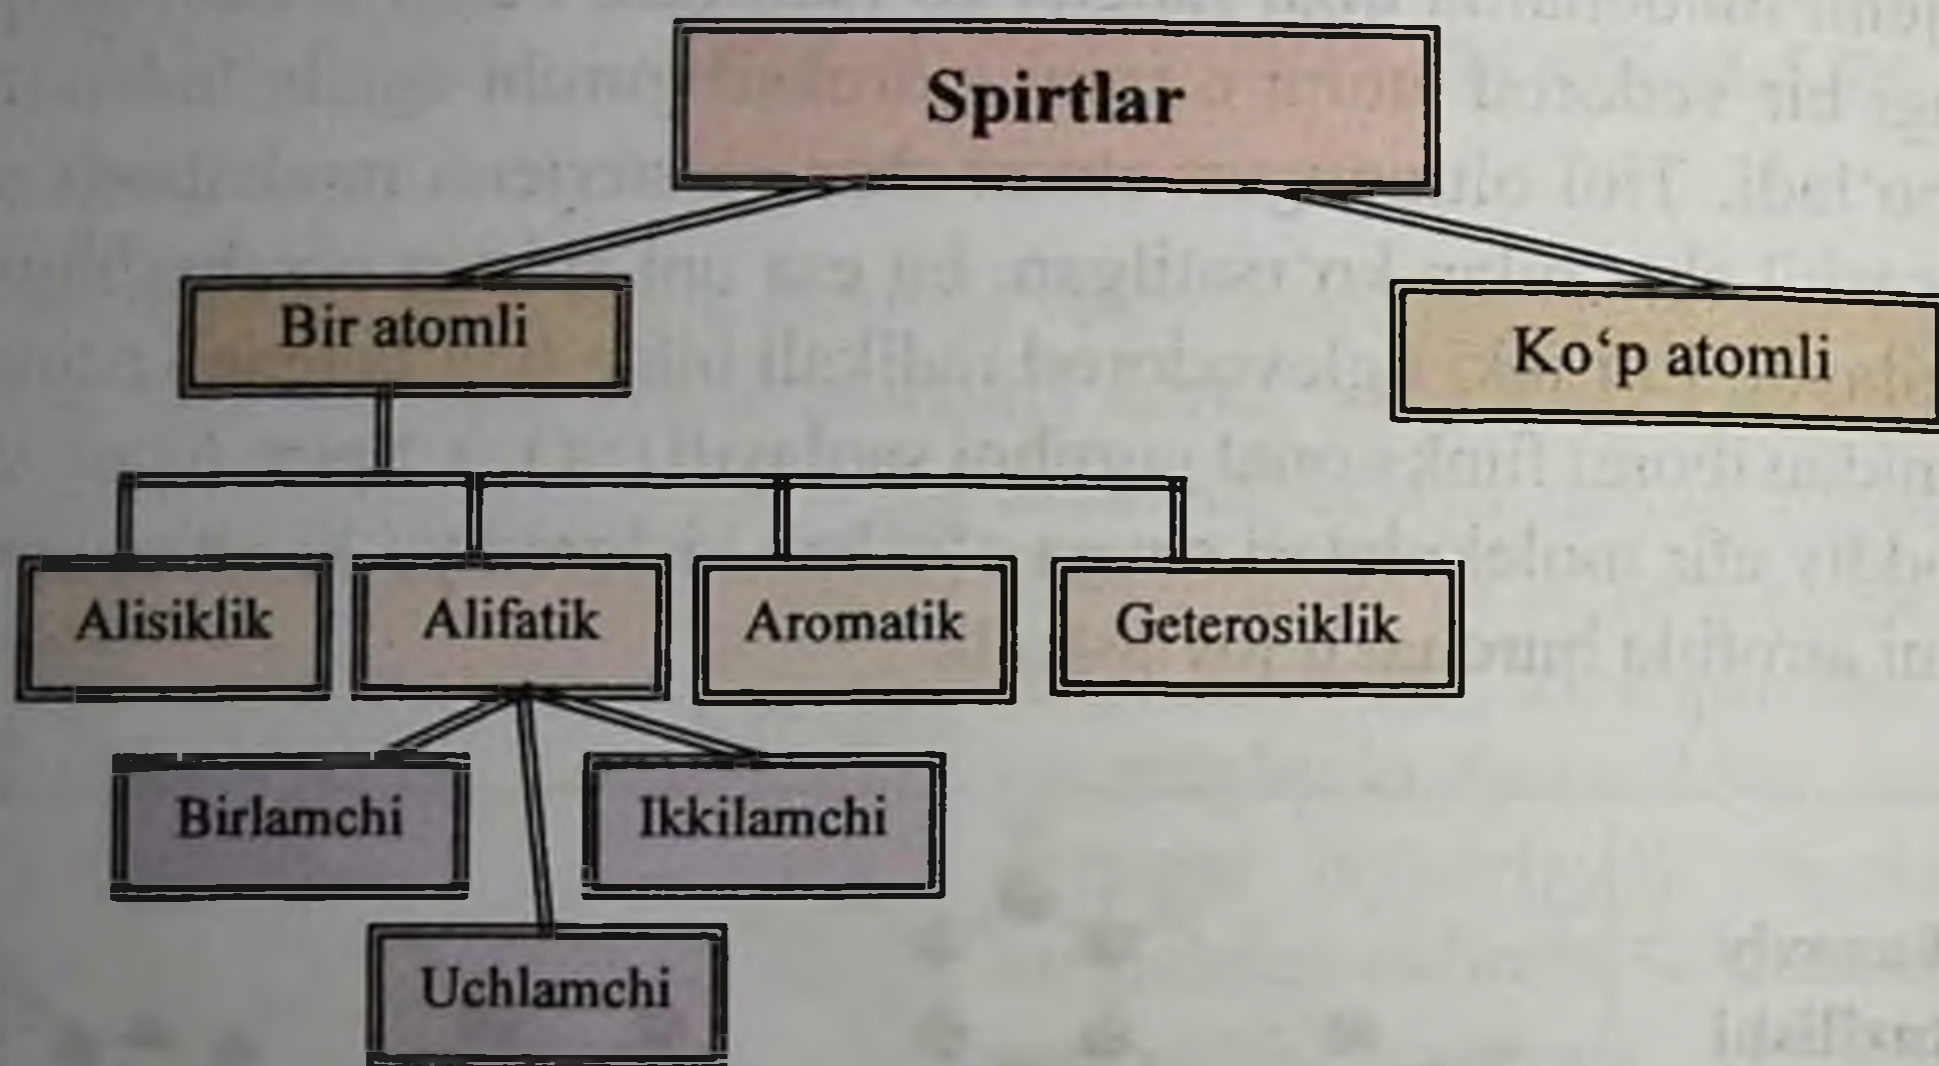 Spirtlar
Bir atomli
Ko‘p atomli
Alisiklik
Alifatik
Aromatik
Geterosiklik
Birlamchi
Ikkilamchi
Uchlamchi